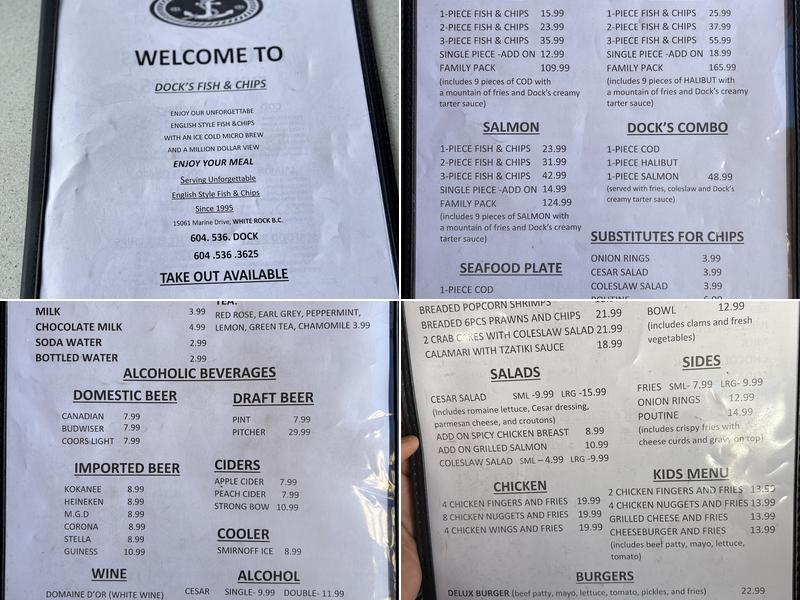 WELCOME TO
DOCK'S FISH & CHIPS
ENJOY OUR UNFORGETTABE
ENGLISH STYLE FISH &CHIPS
WITH AN ICE COLD MICRO BREW
AND A MILLION DOLLAR VIEW
ENJOY YOUR MEAL
Serving Unforgettable
English Style Fish & Chips
Since 1995
15061 Marine Drive, WHITE ROCK B.C.
604. 536. DOCK
604 .536 .3625
TAKE OUT AVAILABLE
1-PIECE FISH & CHIPS 15.99
2-PIECE FISH & CHIPS 23.99
3-PIECE FISH & CHIPS 35.99
SINGLE PIECE -ADD ON 12.99
FAMILY PACK 109.99
(includes 9 pieces of COD with
a mountain of fries and Dock's creamy
tarter sauce)
SALMON
1-PIECE FISH & CHIPS 23.99
2-PIECE FISH & CHIPS 31.99
3-PIECE FISH & CHIPS 42.99
SINGLE PIECE -ADD ON 14.99
FAMILY PACK 124.99
(includes 9 pieces of SALMON with
a mountain of fries and Dock's creamy
tarter sauce)
SEAFOOD PLATE
1-PIECE COD
1-PIECE FISH & CHIPS 25.99
2-PIECE FISH & CHIPS 37.99
3-PIECE FISH & CHIPS 55.99
SINGLE PIECE -ADD ON 18.99
FAMILY PACK 165.99
(includes 9 pieces of HALIBUT with
a mountain of fries and Dock's creamy
tarter sauce)
DOCK'S COMBO
1-PIECE COD
1-PIECE HALIBUT
1-PIECE SALMON 48.99
(served with fries, coleslaw and Dock's
creamy tarter sauce)
SUBSTITUTES FOR CHIPS
ONION RINGS 3.99
CESAR SALAD 3.99
COLESLAW SALAD 3.99
MILK 3.99
CHOCOLATE MILK 4.99
SODA WATER 2.99
BOTTLED WATER 2.99
TEA:
RED ROSE, EARL GREY, PEPPERMINT,
LEMON, GREEN TEA, CHAMOMILE 3.99
ALCOHOLIC BEVERAGES
DOMESTIC BEER
CANADIAN 7.99
BUDWISER 7.99
COORS LIGHT 7.99
IMPORTED BEER
KOKANEE 8.99
HEINEKEN 8.99
M.G.D 8.99
CORONA 8.99
STELLA 8.99
GUINESS 10.99
WINE
DOMAINE D'OR (WHITE WINE)
DRAFT BEER
PINT 7.99
PITCHER 29.99
CIDERS
APPLE CIDER 7.99
PEACH CIDER 7.99
STRONG BOW 10.99
COOLER
SMIRNOFF ICE 8.99
ALCOHOL
CESAR SINGLE- 9.99 DOUBLE- 11.99
BREADED POPCORN SHRIMPS
BREADED 6PCS PRAWNS AND CHIPS 21.99
2 CRAB CAKES WITH COLESLAW SALAD 21.99
CALAMARI WITH TZATIKI SAUCE 18.99
SALADS
CESAR SALAD SML -9.99 LRG -15.99
(Includes romaine lettuce, Cesar dressing,
parmesan cheese, and croutons)
ADD ON SPICY CHICKEN BREAST 8.99
ADD ON GRILLED SALMON 10.99
COLESLAW SALAD SML – 4.99 LRG -9.99
CHICKEN
4 CHICKEN FINGERS AND FRIES 19.99
8 CHICKEN NUGGETS AND FRIES 19.99
4 CHICKEN WINGS AND FRIES 19.99
BOWL 12.99
(includes clams and fresh
vegetables)
SIDES
FRIES SML- 7.99 LRG- 9.99
ONION RINGS 12.99
POUTINE 14.99
(includes crispy fries with
cheese curds and gravy on top)
KIDS MENU
2 CHICKEN FINGERS AND FRIES 13.99
4 CHICKEN NUGGETS AND FRIES 13.99
GRILLED CHEESE AND FRIES 13.99
CHEESEBURGER AND FRIES 13.99
(includes beef patty, mayo, lettuce,
tomato)
BURGERS
DELUX BURGER (beef patty, mayo, lettuce, tomato, pickles, and fries) 22.99